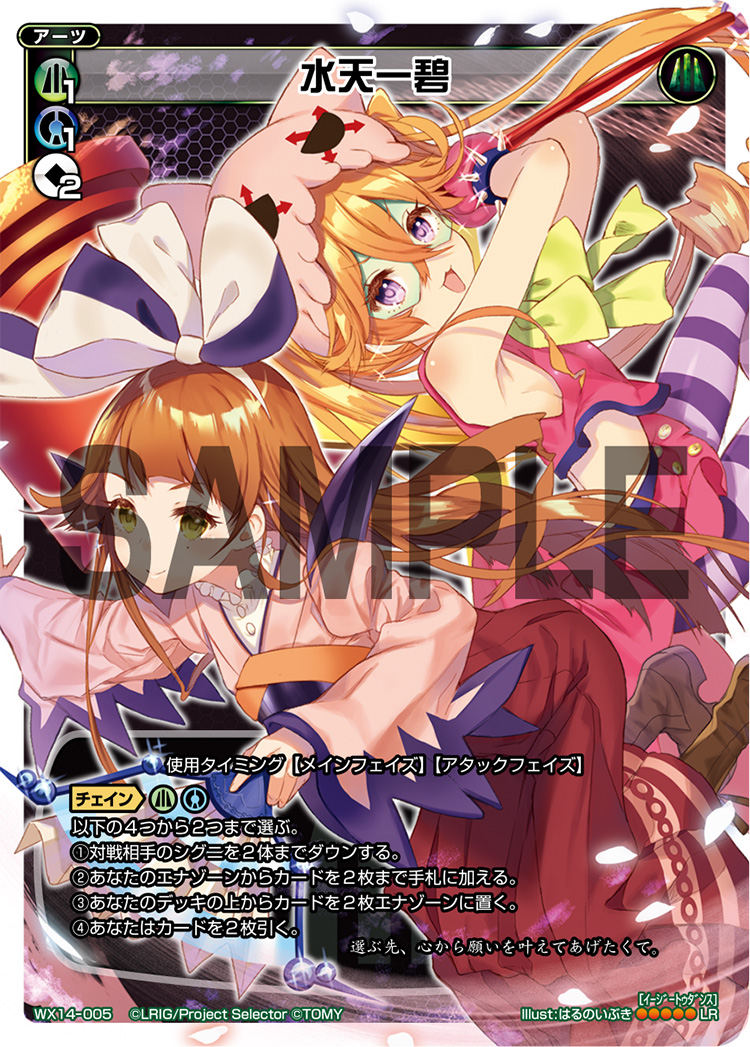 アーツ
水天一碧
1
1
2
SAMPLE
使用タイミング【メインフェイズ】【アタックフェイズ】
チェイン
以下の4つから2つまで選ぶ。
①対戦相手のシグニを2体までダウンする。
②あなたのエナゾーンからカードを2枚まで手札に加える。
③あなたのデッキの上からカードを2枚エナゾーンに置く。
④あなたはカードを2枚引く。
選ぶ先、心から願いを叶えてあげたくて。
[イージートゥダンス]
WX14-005 ©LRIG/Project Selector ©TOMY Illust:はるのいぶき LR